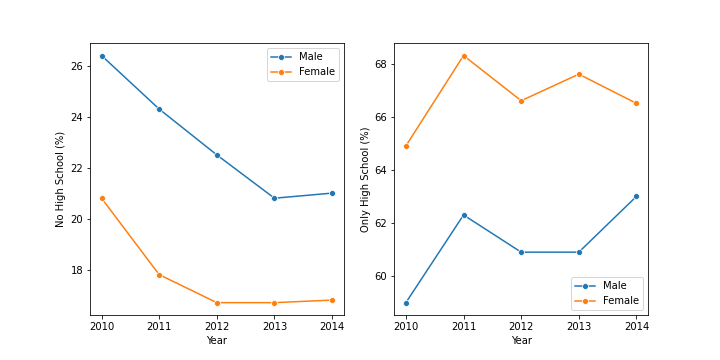 No High School (%)
26
24
22
20
18
2010 2011 2012 2013 2014
Year
Male
Female
Only High School (%)
68
66
64
62
60
2010 2011 2012 2013 2014
Year
Male
Female